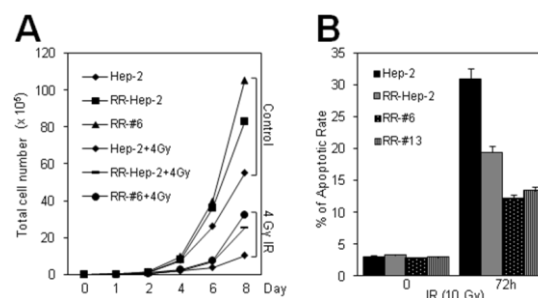 A
Total cell number (x 10⁵)
120
100
80
60
40
20
0
Hep-2
RR-Hep-2
RR-#6
Hep-2+4Gy
RR-Hep-2+4Gy
RR-#6+4Gy
Control
4 Gy IR
0 1 2 4 6 8 Day
B
% of Apoptotic Rate
35
30
25
20
15
10
5
0
Hep-2
RR-Hep-2
RR-#6
RR-#13
0 72h
IR (10 Gy)